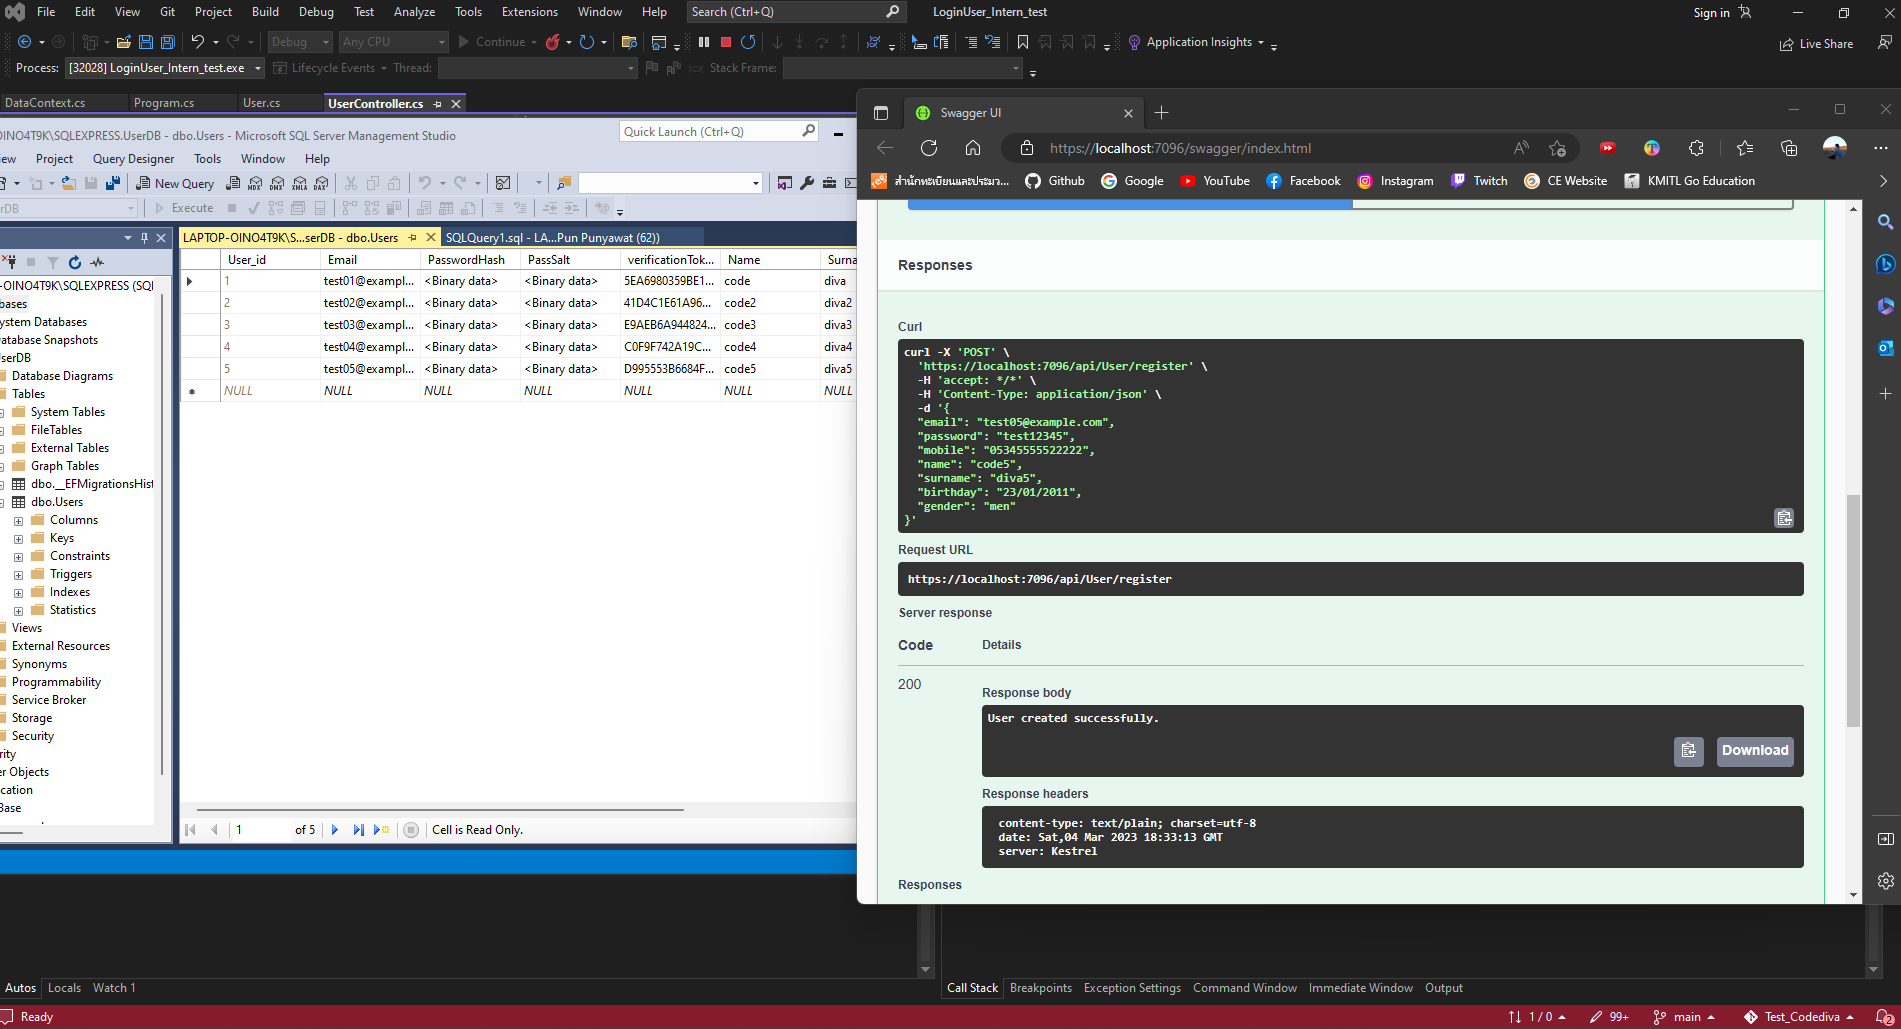 File Edit View Git Project Build Debug Test Analyze Tools Extensions Window Help Search (Ctrl+Q) LoginUser_Intern_test Sign in
Debug Any CPU Continue Application Insights Live Share
Process: [32028] LoginUser_Intern_test.exe Lifecycle Events Thread: Stack Frame:
DataContext.cs Program.cs User.cs UserController.cs
OINO4T9K\SQLEXPRESS.UserDB - dbo.Users - Microsoft SQL Server Management Studio Quick Launch (Ctrl+Q)
ew Project Query Designer Tools Window Help
New Query MDX DMX XMLA DAX
rDB Execute
LAPTOP-OINO4T9K\S...serDB - dbo.Users SQLQuery1.sql - LA...Pun Punyawat (62))
User_id Email PasswordHash PassSalt verificationTok... Name Surna
1 test01@exampl... <Binary data> <Binary data> 5EA6980359BE1... code diva
2 test02@exampl... <Binary data> <Binary data> 41D4C1E61A96... code2 diva2
3 test03@exampl... <Binary data> <Binary data> E9AEB6A944824... code3 diva3
4 test04@exampl... <Binary data> <Binary data> C0F9F742A19C... code4 diva4
5 test05@exampl... <Binary data> <Binary data> D995553B6684F... code5 diva5
NULL NULL NULL NULL NULL NULL NULL
-OINO4T9K\SQLEXPRESS (SQl
bases
ystem Databases
atabase Snapshots
serDB
Database Diagrams
Tables
System Tables
FileTables
External Tables
Graph Tables
dbo.__EFMigrationsHist
dbo.Users
Columns
Keys
Constraints
Triggers
Indexes
Statistics
Views
External Resources
Synonyms
Programmability
Service Broker
Storage
Security
rity
er Objects
cation
Base
1 of 5 Cell is Read Only.
Swagger UI
https://localhost:7096/swagger/index.html
สำนักทะเบียนและประมว... Github Google YouTube Facebook Instagram Twitch CE Website KMITL Go Education
Responses
Curl
curl -X 'POST' \
'https://localhost:7096/api/User/register' \
-H 'accept: */*' \
-H 'Content-Type: application/json' \
-d '{
"email": "test05@example.com",
"password": "test12345",
"mobile": "05345555522222",
"name": "code5",
"surname": "diva5",
"birthday": "23/01/2011",
"gender": "men"
}'
Request URL
https://localhost:7096/api/User/register
Server response
Code Details
200
Response body
User created successfully.
Download
Response headers
content-type: text/plain; charset=utf-8
date: Sat,04 Mar 2023 18:33:13 GMT
server: Kestrel
Responses
Autos Locals Watch 1
Call Stack Breakpoints Exception Settings Command Window Immediate Window Output
Ready 1 / 0 99+ main Test_Codediva 2